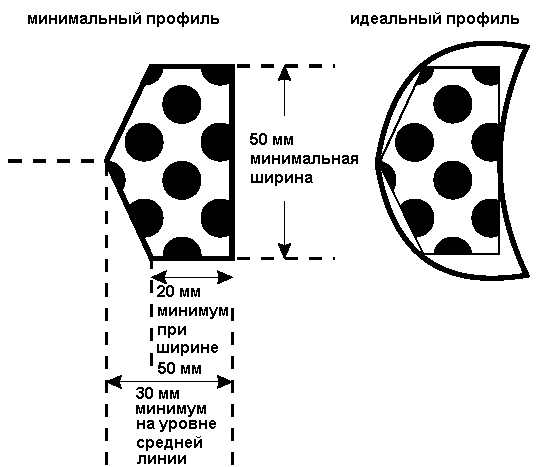 минимальный профиль
идеальный профиль
50 мм
минимальная
ширина
20 мм
минимум
при
ширине
50 мм
30 мм
минимум
на уровне
средней
линии